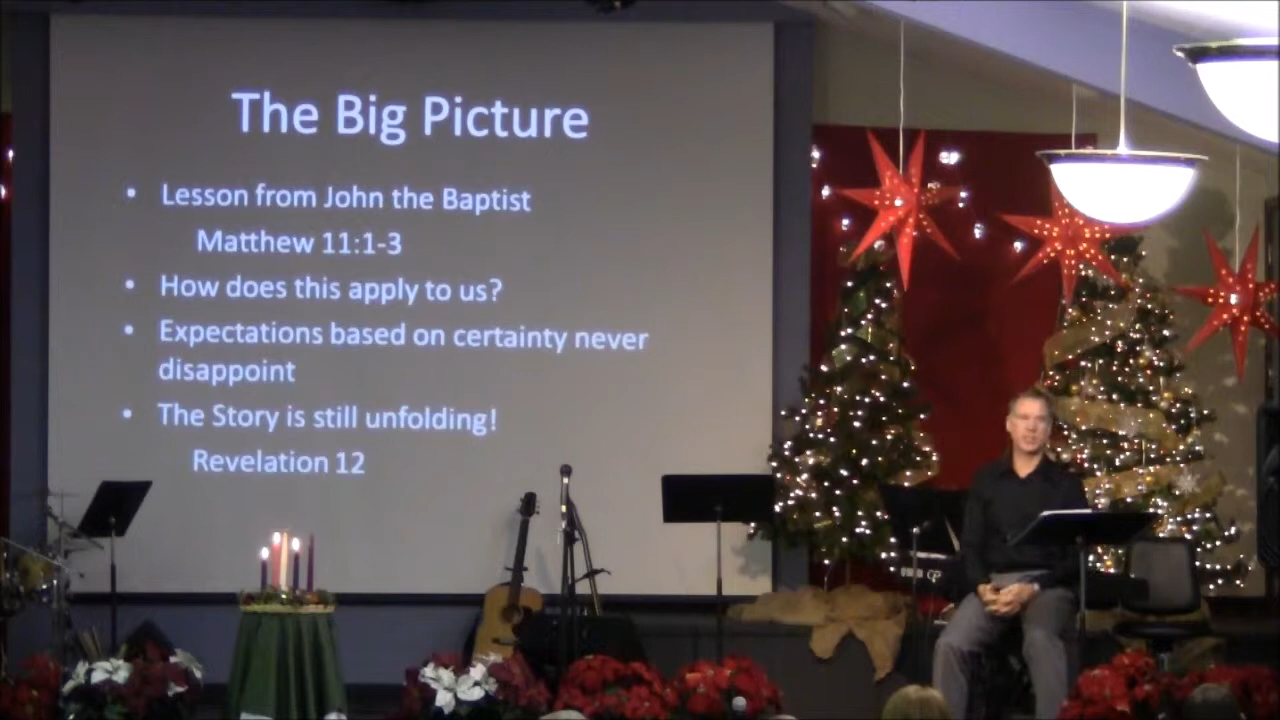 The Big Picture
• Lesson from John the Baptist
Matthew 11:1-3
• How does this apply to us?
• Expectations based on certainty never
disappoint
• The Story is still unfolding!
Revelation 12